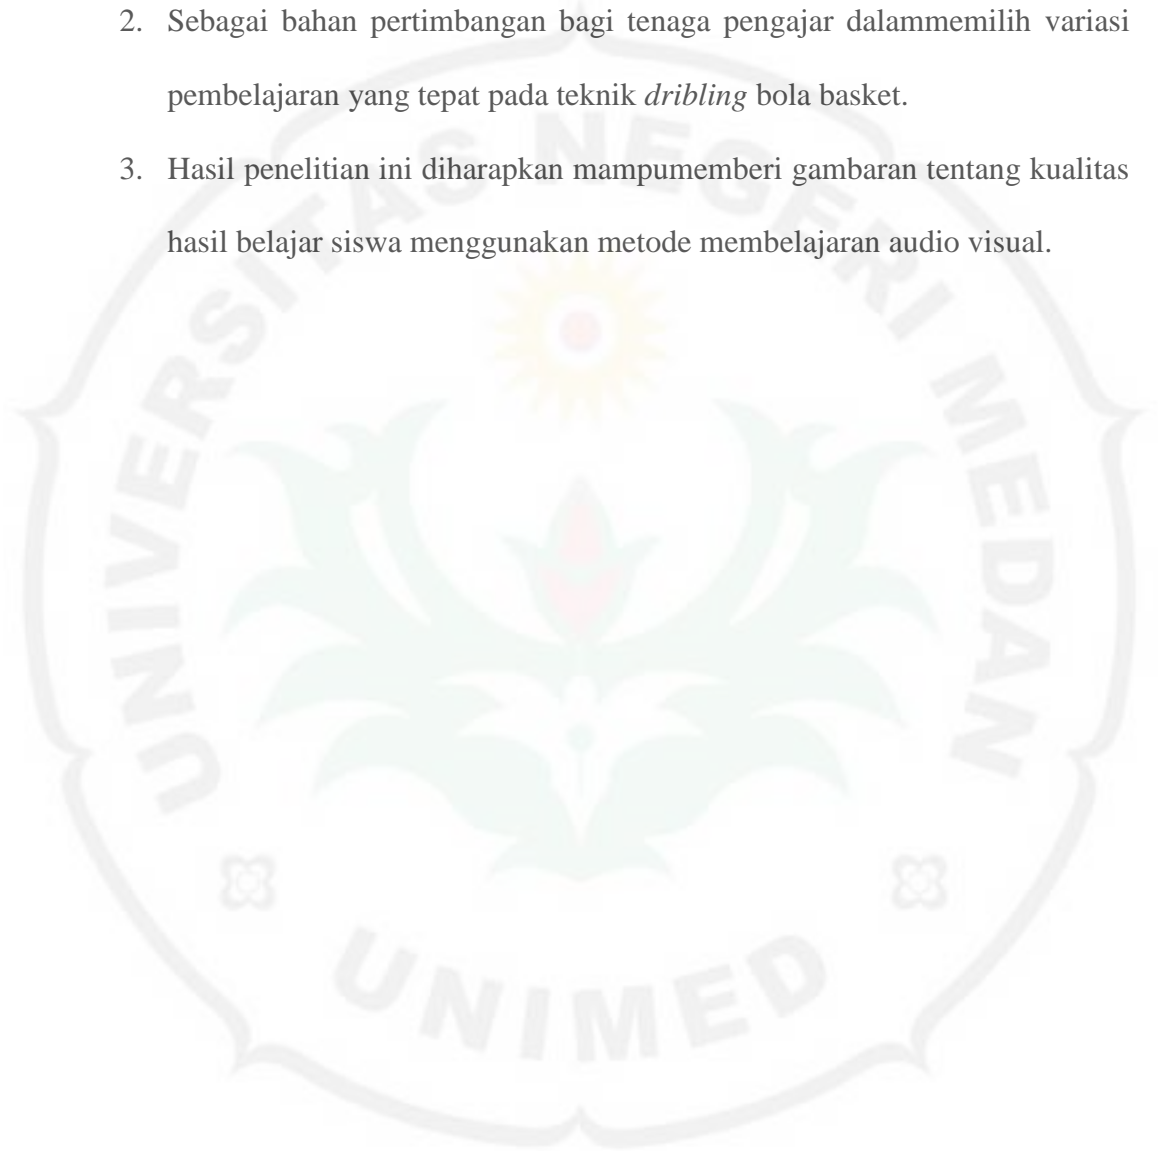 2. Sebagai bahan pertimbangan bagi tenaga pengajar dalammemilih variasi
pembelajaran yang tepat pada teknik dribling bola basket.
3. Hasil penelitian ini diharapkan mampumemberi gambaran tentang kualitas
hasil belajar siswa menggunakan metode membelajaran audio visual.
UNIVERSITAS NEGERI MEDAN
UNIMED